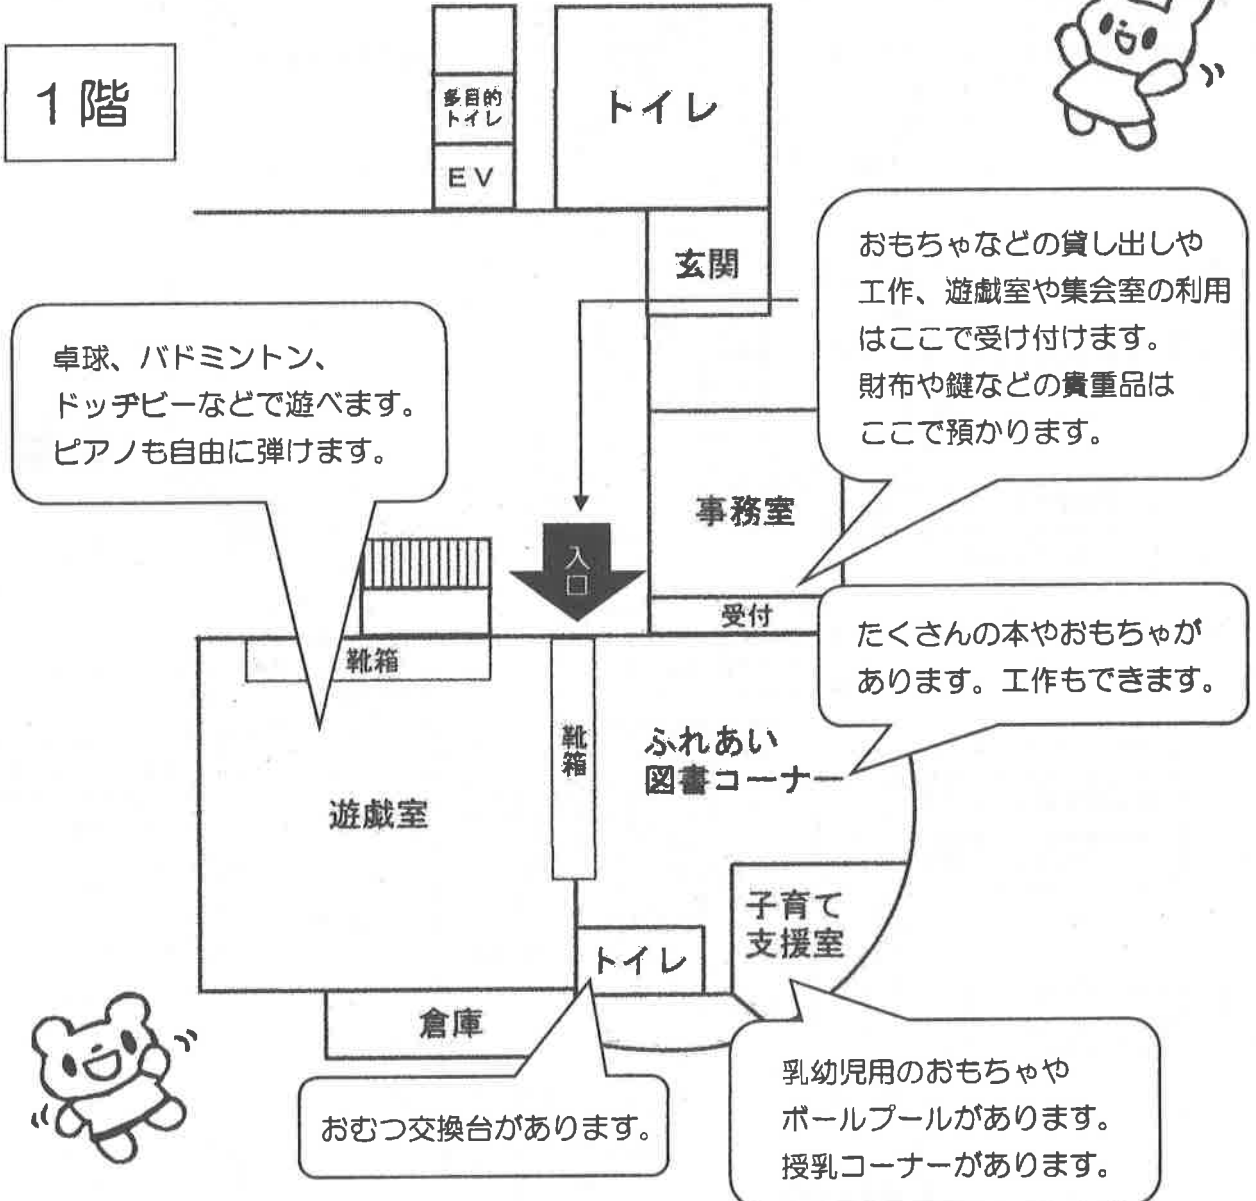 1階
多目的
トイレ
EV
トイレ
玄関
おもちゃなどの貸し出しや
工作、遊戯室や集会室の利用
はここで受け付けます。
財布や鍵などの貴重品は
ここで預かります。
卓球、バドミントン、
ドッヂビーなどで遊べます。
ピアノも自由に弾けます。
事務室
入口
受付
たくさんの本やおもちゃが
あります。工作もできます。
靴箱
靴箱
ふれあい
図書コーナー
遊戯室
子育て
支援室
トイレ
倉庫
おむつ交換台があります。
乳幼児用のおもちゃや
ボールプールがあります。
授乳コーナーがあります。